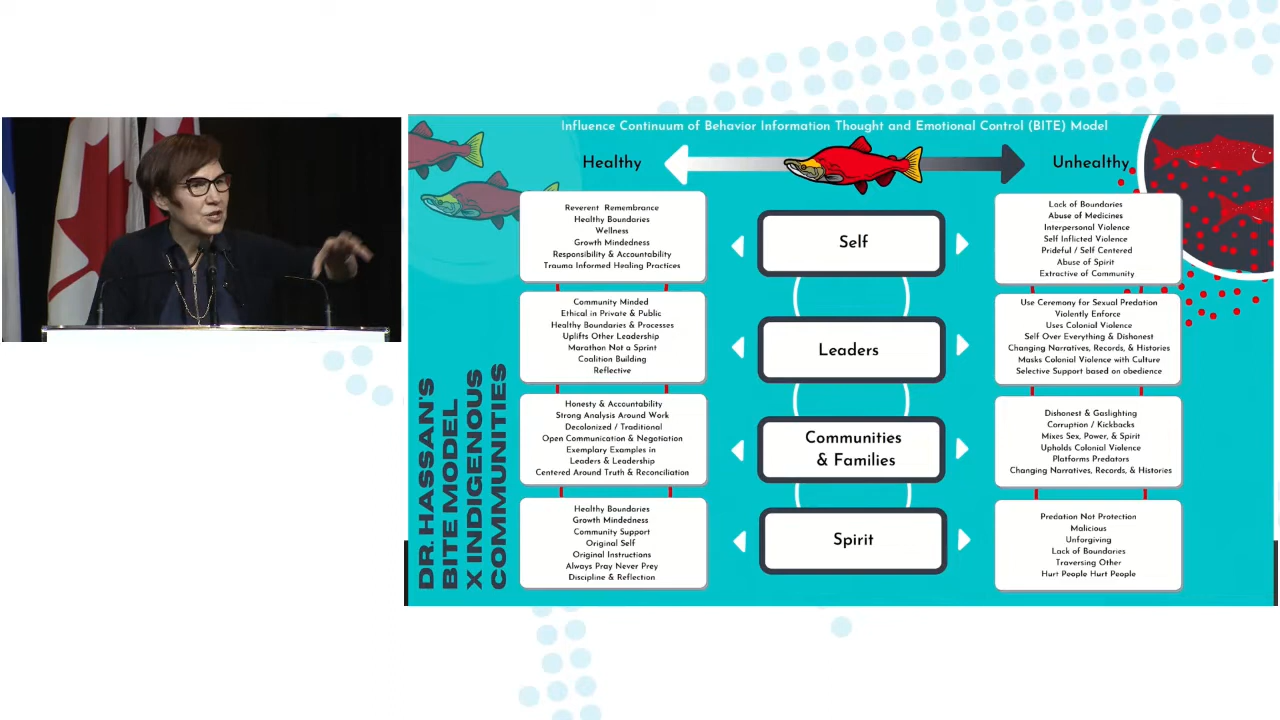 Influence Continuum of Behavior Information Thought and Emotional Control (BITE) Model
Healthy
Unhealthy
Reverent Remembrance
Healthy Boundaries
Wellness
Growth Mindedness
Responsibility & Accountability
Trauma Informed Healing Practices
Self
Lack of Boundaries
Abuse of Medicines
Interpersonal Violence
Self Inflicted Violence
Prideful / Self Centered
Abuse of Spirit
Extractive of Community
Community Minded
Ethical in Private & Public
Healthy Boundaries & Processes
Uplifts Other Leadership
Marathon Not a Sprint
Coalition Building
Reflective
Leaders
Use Ceremony for Sexual Predation
Violently Enforce
Uses Colonial Violence
Self Over Everything & Dishonest
Changing Narratives, Records, & Histories
Masks Colonial Violence with Culture
Selective Support based on obedience
Honesty & Accountability
Strong Analysis Around Work
Decolonized / Traditional
Open Communication & Negotiation
Exemplary Examples in
Leaders & Leadership
Centered Around Truth & Reconciliation
Communities
& Families
Dishonest & Gaslighting
Corruption / Kickbacks
Mixes Sex, Power, & Spirit
Upholds Colonial Violence
Platforms Predators
Changing Narratives, Records, & Histories
Healthy Boundaries
Growth Mindedness
Community Support
Original Self
Original Instructions
Always Pray Never Prey
Discipline & Reflection
Spirit
Predation Not Protection
Malicious
Unforgiving
Lack of Boundaries
Traversing Other
Hurt People Hurt People
DR. HASSAN'S
BITE MODEL
X INDIGENOUS
COMMUNITIES